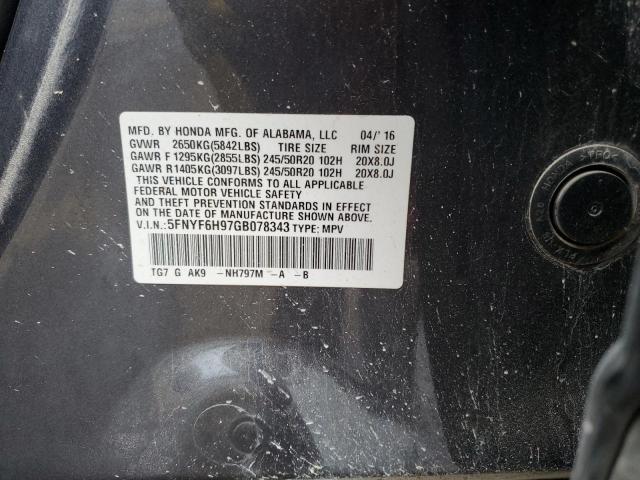 MFD. BY HONDA MFG. OF ALABAMA, LLC 04/'16
GVWR 2650KG(5842LBS) TIRE SIZE RIM SIZE
GAWR F 1295KG(2855LBS) 245/50R20 102H 20X8.0J
GAWR R 1405KG(3097LBS) 245/50R20 102H 20X8.0J
THIS VEHICLE CONFORMS TO ALL APPLICABLE
FEDERAL MOTOR VEHICLE SAFETY
AND THEFT PREVENTION STANDARDS IN EFFECT
ON THE DATE OF MANUFACTURE SHOWN ABOVE.
V.I.N.: 5FNYF6H97GB078343 TYPE: MPV
TG7 G AK9 -NH797M -A -B
HONDA